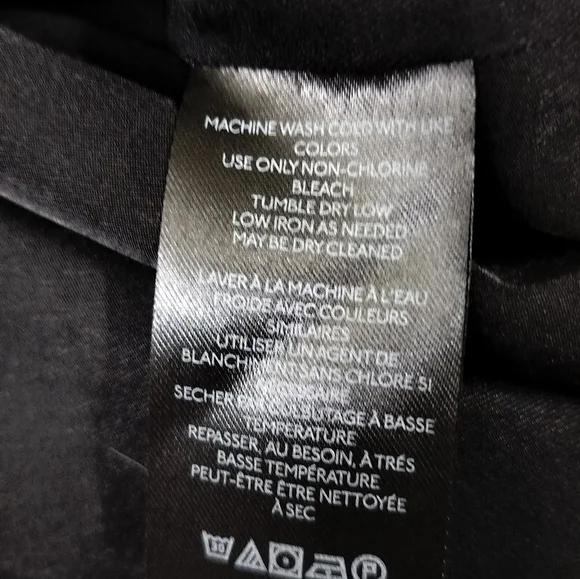 MACHINE WASH COLD WITH LIKE
COLORS
USE ONLY NON-CHLORINE
BLEACH
TUMBLE DRY LOW
LOW IRON AS NEEDED
MAY BE DRY CLEANED
LAVER À LA MACHINE À L'EAU
FROIDE AVEC COULEURS
SIMILAIRES
UTILISER UN AGENT DE
BLANCHIMENT SANS CHLORE SI
NÉCESSAIRE
SECHER PAR CULBUTAGE À BASSE
TEMPERATURE
REPASSER, AU BESOIN, À TRÉS
BASSE TEMPÉRATURE
PEUT-ÊTRE ÊTRE NETTOYÉE
À SEC
30 P